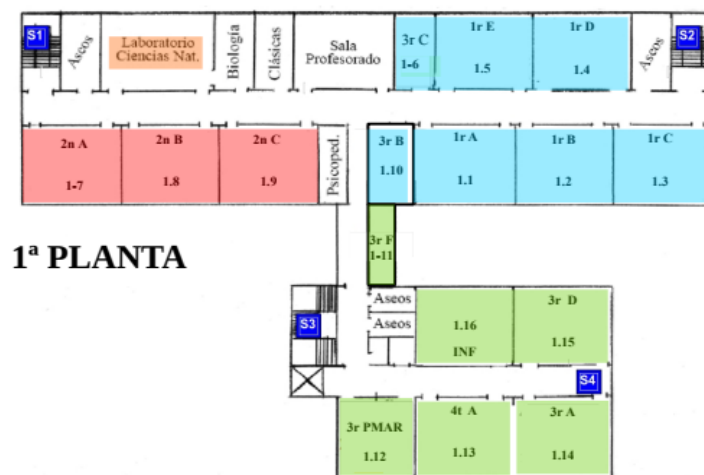 S1
Aseos
Laboratorio
Ciencias Nat.
Biología
Clásicas
Sala
Profesorado
3r C
1-6
1r E
1.5
1r D
1.4
Aseos
S2
2n A
1-7
2n B
1.8
2n C
1.9
Psicoped.
3r B
1.10
1r A
1.1
1r B
1.2
1r C
1.3
1ª PLANTA
3r F
1-11
S3
Aseos
Aseos
1.16
INF
3r D
1.15
S4
3r PMAR
1.12
4t A
1.13
3r A
1.14